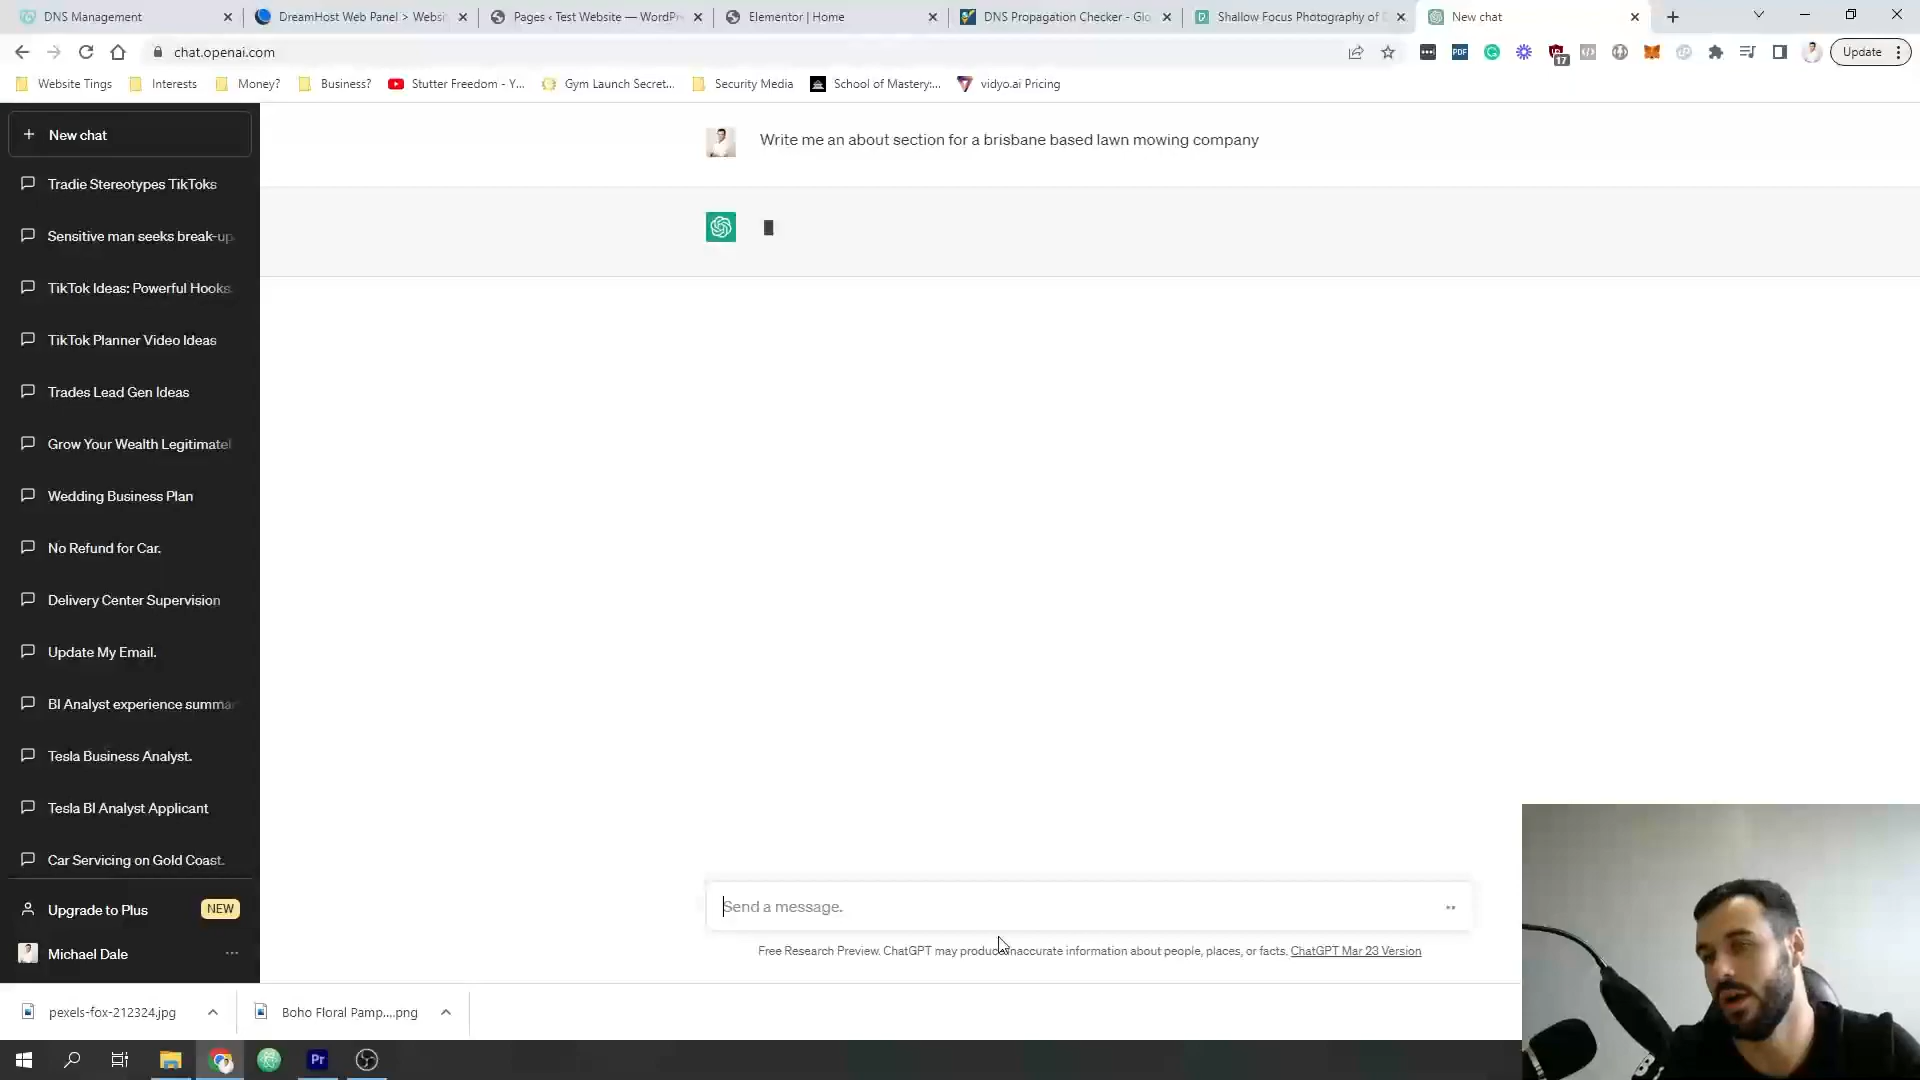 DNS Management
DreamHost Web Panel > Websi
Pages ‹ Test Website — WordPr
Elementor | Home
DNS Propagation Checker - Glo
Shallow Focus Photography of
New chat
chat.openai.com
17
Update
Website Tings
Interests
Money?
Business?
Stutter Freedom - Y...
Gym Launch Secret...
Security Media
School of Mastery:...
vidyo.ai Pricing
New chat
Write me an about section for a brisbane based lawn mowing company
Tradie Stereotypes TikToks
Sensitive man seeks break-up
TikTok Ideas: Powerful Hooks
TikTok Planner Video Ideas
Trades Lead Gen Ideas
Grow Your Wealth Legitimatel
Wedding Business Plan
No Refund for Car.
Delivery Center Supervision
Update My Email.
BI Analyst experience summar
Tesla Business Analyst.
Tesla BI Analyst Applicant
Car Servicing on Gold Coast.
Upgrade to Plus
NEW
Michael Dale
Send a message.
Free Research Preview. ChatGPT may produce inaccurate information about people, places, or facts. ChatGPT Mar 23 Version
pexels-fox-212324.jpg
Boho Floral Pamp....png
PDF
Pr